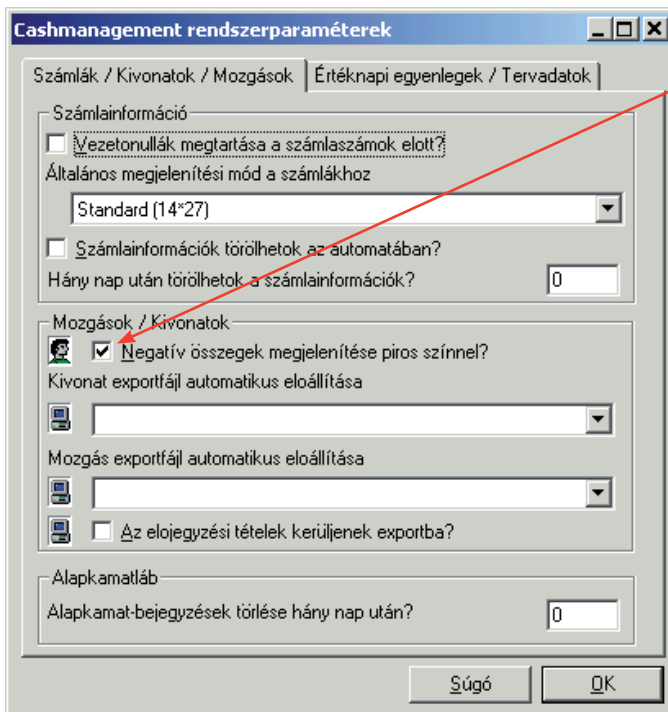 Cashmanagement rendszerparaméterek
Számlák / Kivonatok / Mozgások
Értéknapi egyenlegek / Tervadatok
Számlainformáció
Vezetonullák megtartása a számlaszámok elott?
Általános megjelenítési mód a számlákhoz
Standard (14*27)
Számlainformációk törölhetok az automatában?
Hány nap után törölhetok a számlainformációk?
0
Mozgások / Kivonatok
Negatív összegek megjelenítése piros színnel?
Kivonat exportfájl automatikus eloállítása
Mozgás exportfájl automatikus eloállítása
Az elojegyzési tételek kerüljenek exportba?
Alapkamatláb
Alapkamat-bejegyzések törlése hány nap után?
0
Súgó
OK